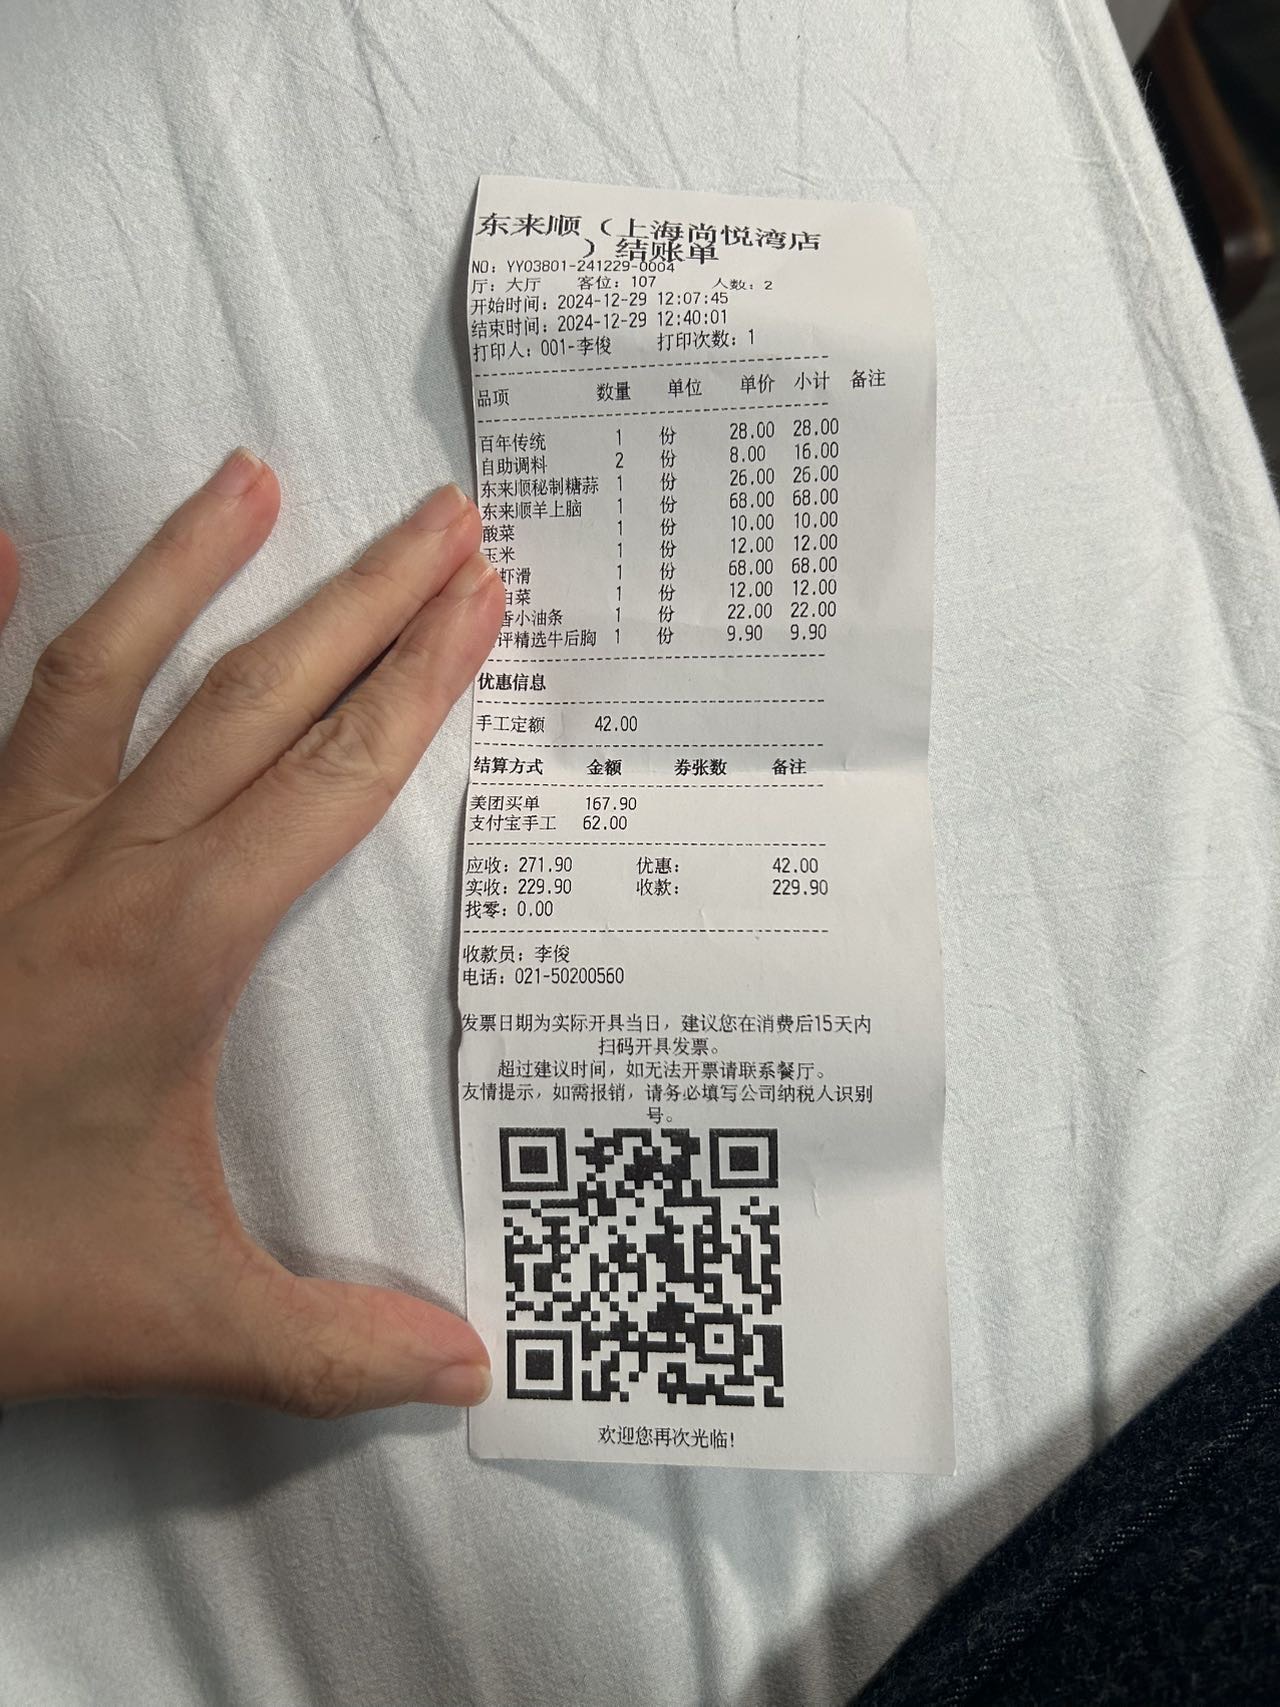 东来顺（上海尚悦湾店
）结账单
NO: YY03801-241229-0004
厅: 大厅 客位: 107 人数: 2
开始时间: 2024-12-29 12:07:45
结束时间: 2024-12-29 12:40:01
打印人: 001-李俊 打印次数: 1
品项 数量 单位 单价 小计 备注
百年传统 1 份 28.00 28.00
自助调料 2 份 8.00 16.00
东来顺秘制糖蒜 1 份 26.00 26.00
东来顺羊上脑 1 份 68.00 68.00
酸菜 1 份 10.00 10.00
玉米 1 份 12.00 12.00
虾滑 1 份 68.00 68.00
白菜 1 份 12.00 12.00
香小油条 1 份 22.00 22.00
评精选牛后胸 1 份 9.90 9.90
优惠信息
手工定额 42.00
结算方式 金额 券张数 备注
美团买单 167.90
支付宝手工 62.00
应收: 271.90 优惠: 42.00
实收: 229.90 收款: 229.90
找零: 0.00
收款员: 李俊
电话: 021-50200560
发票日期为实际开具当日，建议您在消费后15天内
扫码开具发票。
超过建议时间，如无法开票请联系餐厅。
友情提示，如需报销，请务必填写公司纳税人识别
号。
欢迎您再次光临!